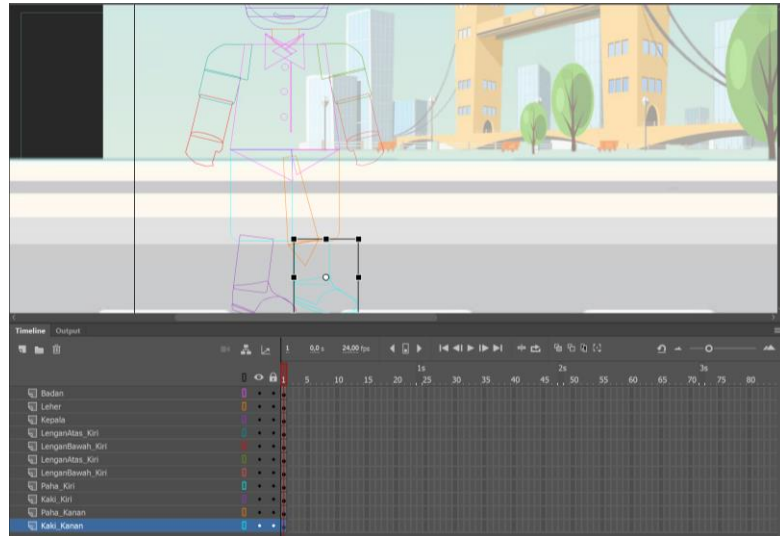 Timeline Output
1 0,0 s 24,00 fps
1s 2s 3s
1 5 10 15 20 25 30 35 40 45 50 55 60 65 70 75 80
Badan
Leher
Kepala
LenganAtas_Kiri
LenganBawah_Kiri
LenganAtas_Kiri
LenganBawah_Kiri
Paha_Kiri
Kaki_Kiri
Paha_Kanan
Kaki_Kanan